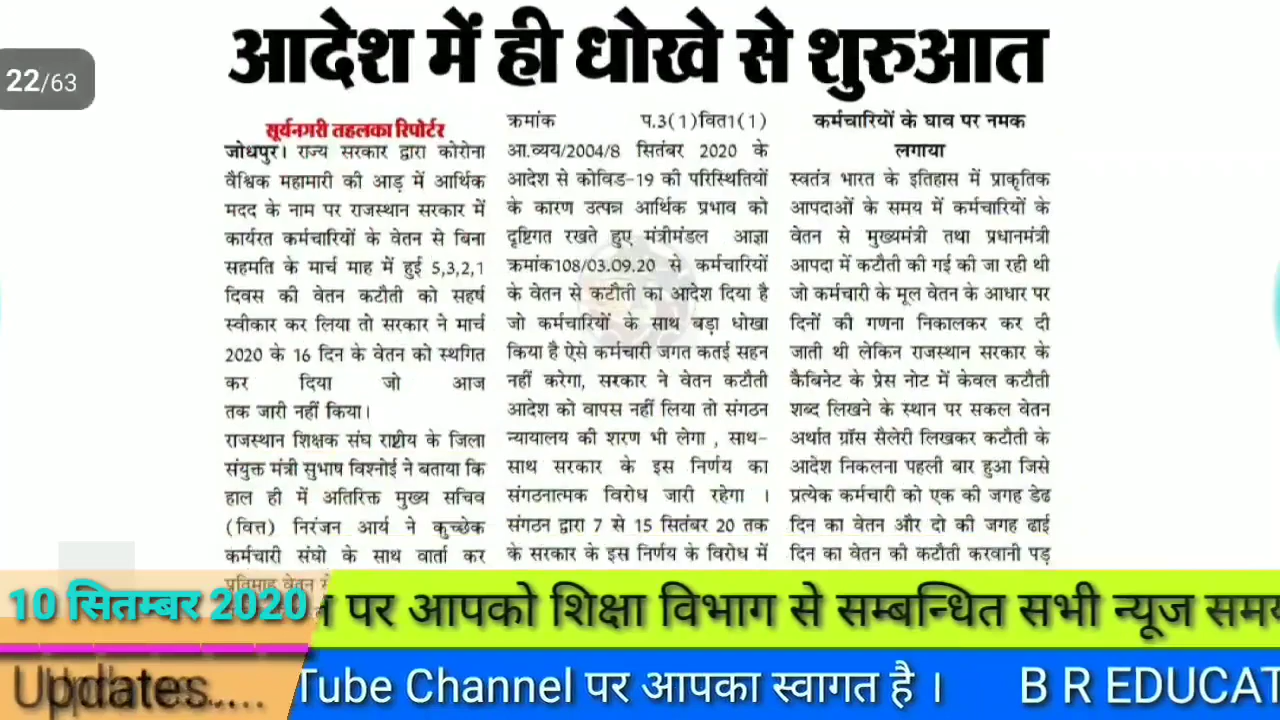 आदेश में ही धोखे से शुरुआत
22/63
सूर्यनगरी तहलका रिपोर्टर
जोधपुर। राज्य सरकार द्वारा कोरोना
वैश्विक महामारी की आड़ में आर्थिक
मदद के नाम पर राजस्थान सरकार में
कार्यरत कर्मचारियों के वेतन से बिना
सहमति के मार्च माह में हुई 5,3,2,1
दिवस की वेतन कटौती को सहर्ष
स्वीकार कर लिया तो सरकार ने मार्च
2020 के 16 दिन के वेतन को स्थगित
कर दिया जो आज
तक जारी नहीं किया।
राजस्थान शिक्षक संघ राष्ट्रीय के जिला
संयुक्त मंत्री सुभाष विश्नोई ने बताया कि
हाल ही में अतिरिक्त मुख्य सचिव
(वित्त) निरंजन आर्य ने कुच्छेक
कर्मचारी संघो के साथ वार्ता कर
प्रतिमाह वेतन से
क्रमांक प.3(1)वित1(1)
आ.व्यय/2004/8 सितंबर 2020 के
आदेश से कोविड-19 की परिस्थितियों
के कारण उत्पन्न आर्थिक प्रभाव को
दृष्टिगत रखते हुए मंत्रीमंडल आज्ञा
क्रमांक108/03.09.20 से कर्मचारियों
के वेतन से कटौती का आदेश दिया है
जो कर्मचारियों के साथ बड़ा धोखा
किया है ऐसे कर्मचारी जगत कतई सहन
नहीं करेगा, सरकार ने वेतन कटौती
आदेश को वापस नहीं लिया तो संगठन
न्यायालय की शरण भी लेगा , साथ-
साथ सरकार के इस निर्णय का
संगठनात्मक विरोध जारी रहेगा ।
संगठन द्वारा 7 से 15 सितंबर 20 तक
के सरकार के इस निर्णय के विरोध में
कर्मचारियों के घाव पर नमक
लगाया
स्वतंत्र भारत के इतिहास में प्राकृतिक
आपदाओं के समय में कर्मचारियों के
वेतन से मुख्यमंत्री तथा प्रधानमंत्री
आपदा में कटौती की गई की जा रही थी
जो कर्मचारी के मूल वेतन के आधार पर
दिनों की गणना निकालकर कर दी
जाती थी लेकिन राजस्थान सरकार के
कैबिनेट के प्रेस नोट में केवल कटौती
शब्द लिखने के स्थान पर सकल वेतन
अर्थात ग्रॉस सैलेरी लिखकर कटौती के
आदेश निकलना पहली बार हुआ जिसे
प्रत्येक कर्मचारी को एक की जगह डेढ
दिन का वेतन और दो की जगह ढाई
दिन का वेतन की कटौती करवानी पड़
10 सितम्बर 2020
पर आपको शिक्षा विभाग से सम्बन्धित सभी न्यूज समय
Updates....
Tube Channel पर आपका स्वागत है । B R EDUCAT